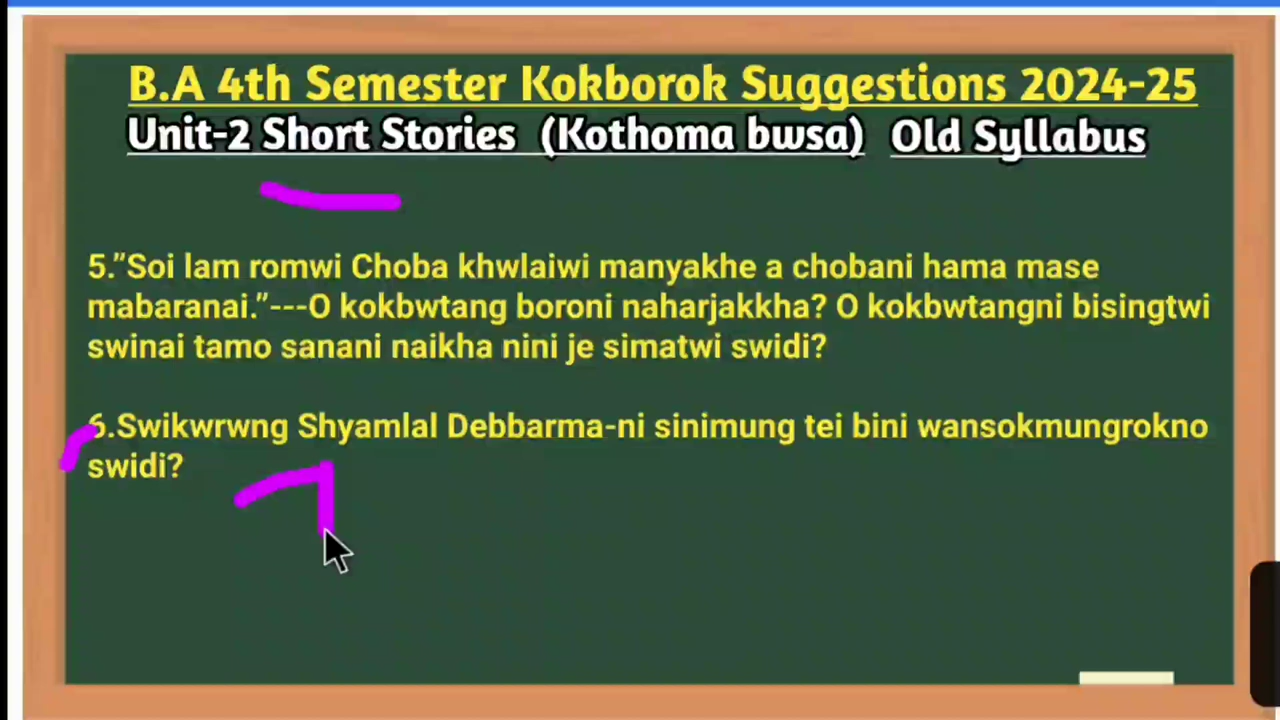 B.A 4th Semester Kokborok Suggestions 2024-25
Unit-2 Short Stories (Kothoma bwsa) Old Syllabus
5.”Soi lam romwi Choba khwlaiwi manyakhe a chobani hama mase
mabaranai.”---O kokbwtang boroni naharjakkha? O kokbwtangni bisingtwi
swinai tamo sanani naikha nini je simatwi swidi?
6.Swikwrwng Shyamlal Debbarma-ni sinimung tei bini wansokmungrokno
swidi?